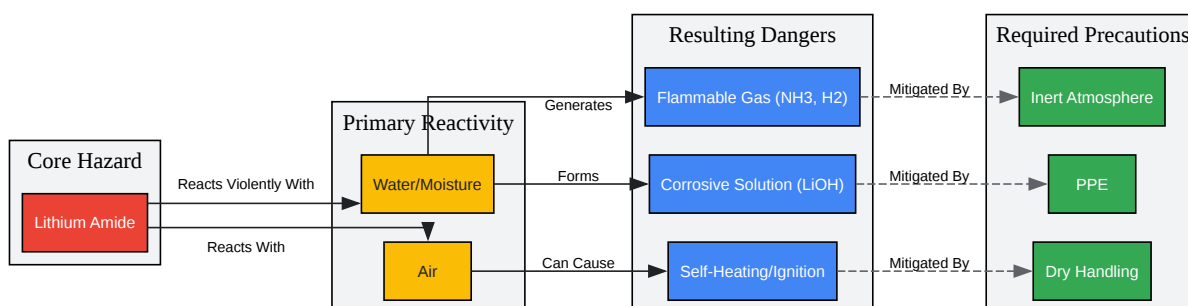 Core Hazard
Lithium Amide
Reacts Violently With
Reacts With
Primary Reactivity
Water/Moisture
Air
Generates
Forms
Can Cause
Resulting Dangers
Flammable Gas (NH3, H2)
Corrosive Solution (LiOH)
Self-Heating/Ignition
Mitigated By
Mitigated By
Mitigated By
Required Precautions
Inert Atmosphere
PPE
Dry Handling